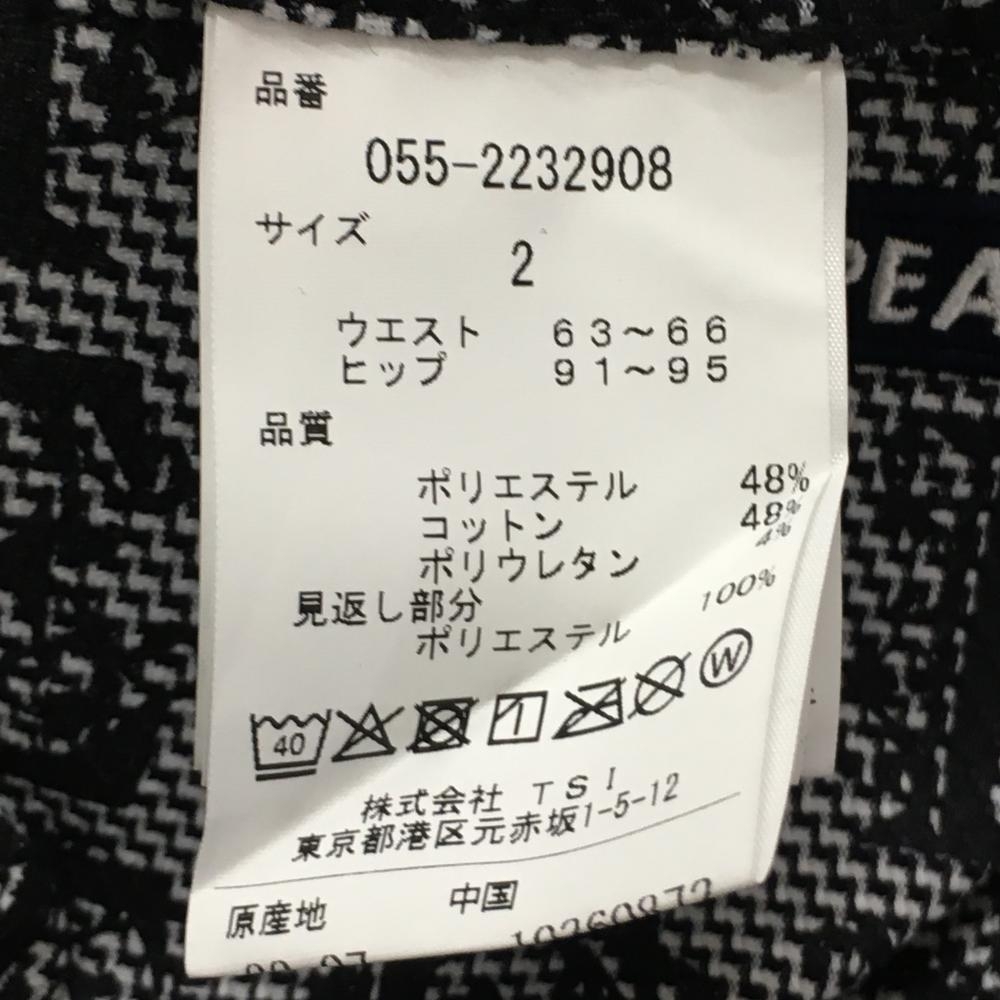 品番
055-2232908
サイズ
2
ウエスト 63～66
ヒップ 91～95
品質
ポリエステル 48%
コットン 48%
ポリウレタン 4%
見返し部分
ポリエステル 100%
40 W
株式会社 TSI
東京都港区元赤坂1-5-12
原産地 中国
PEA